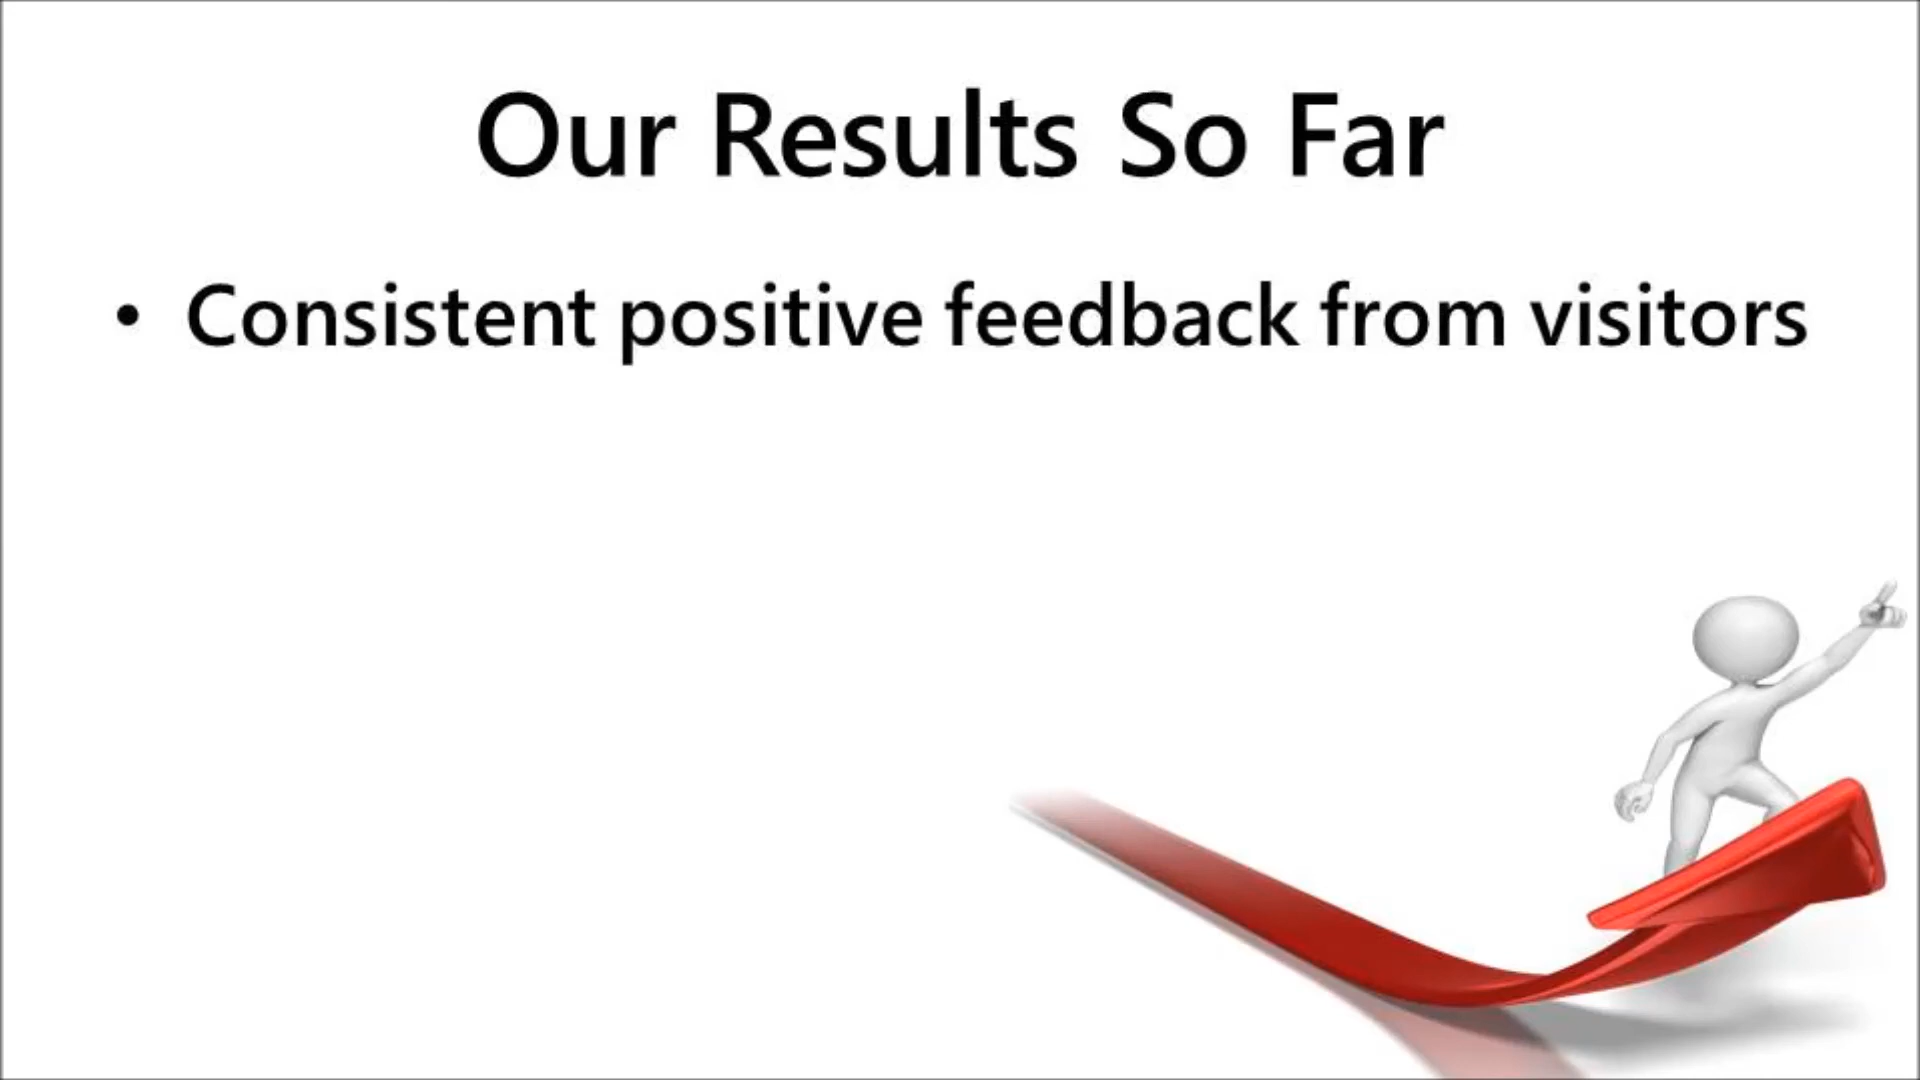 Our Results So Far
• Consistent positive feedback from visitors